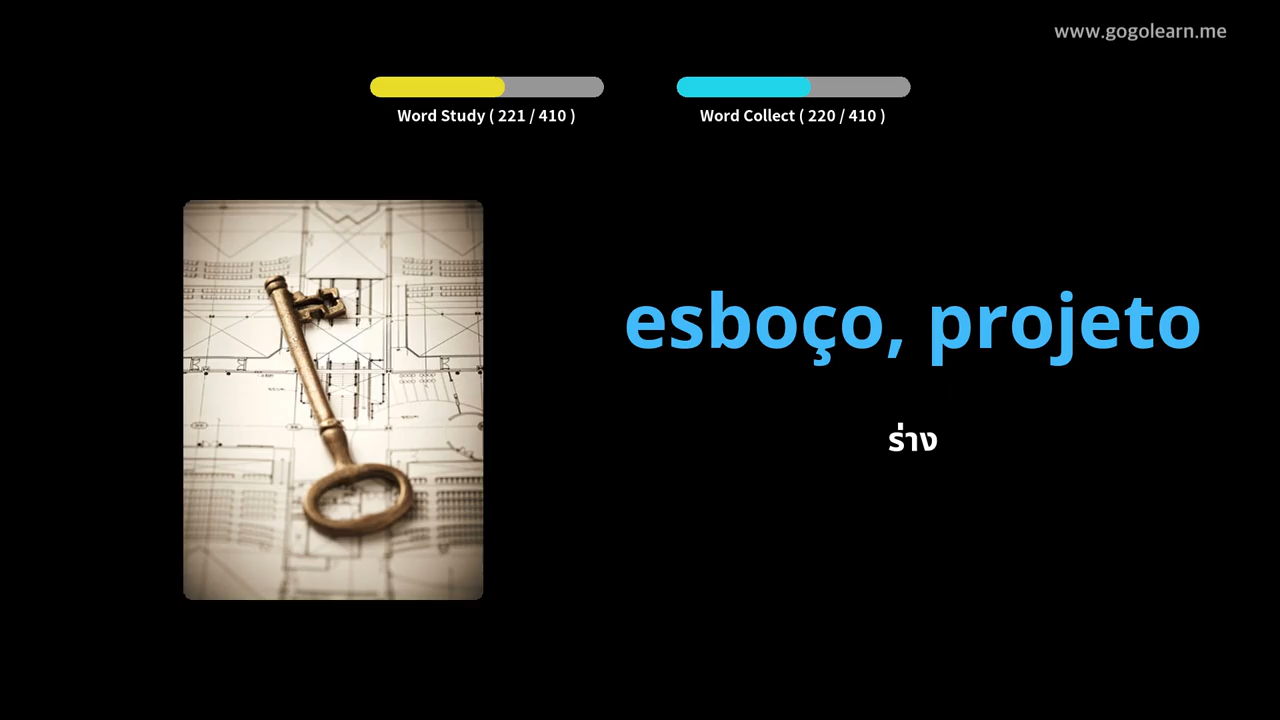 www.gogolearn.me
Word Study ( 221 / 410 )
Word Collect ( 220 / 410 )
esboço, projeto
ร่าง